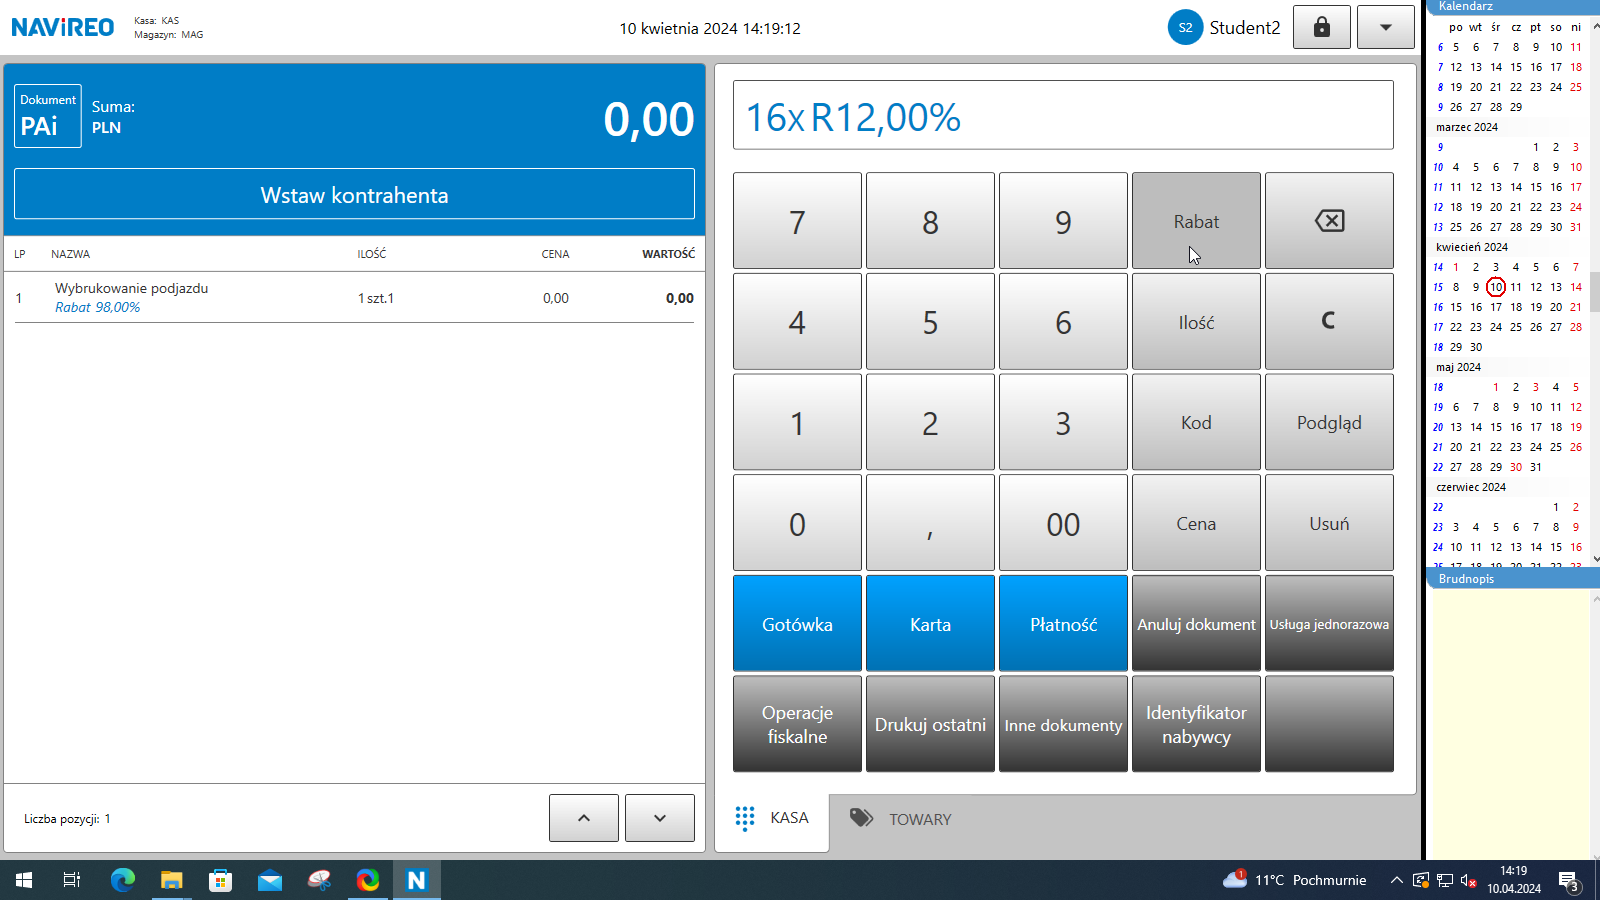 NAViREO
Kasa: KAS
Magazyn: MAG
10 kwietnia 2024 14:19:12
S2 Student2
Dokument
PAi
Suma:
PLN
0,00
Wstaw kontrahenta
LP NAZWA ILOŚĆ CENA WARTOŚĆ
1 Wybrukowanie podjazdu 1 szt.1 0,00 0,00
Rabat 98,00%
Liczba pozycji: 1
16x R12,00%
7 8 9 Rabat
4 5 6 Ilość C
1 2 3 Kod Podgląd
0 , 00 Cena Usuń
Gotówka Karta Płatność Anuluj dokument Usługa jednorazowa
Operacje fiskalne Drukuj ostatni Inne dokumenty Identyfikator nabywcy
KASA TOWARY
Kalendarz
po wt śr cz pt so ni
6 5 6 7 8 9 10 11
7 12 13 14 15 16 17 18
8 19 20 21 22 23 24 25
9 26 27 28 29
marzec 2024
9 1 2 3
10 4 5 6 7 8 9 10
11 11 12 13 14 15 16 17
12 18 19 20 21 22 23 24
13 25 26 27 28 29 30 31
kwiecień 2024
14 1 2 3 4 5 6 7
15 8 9 10 11 12 13 14
16 15 16 17 18 19 20 21
17 22 23 24 25 26 27 28
18 29 30
maj 2024
18 1 2 3 4 5
19 6 7 8 9 10 11 12
20 13 14 15 16 17 18 19
21 20 21 22 23 24 25 26
22 27 28 29 30 31
czerwiec 2024
22 1 2
23 3 4 5 6 7 8 9
24 10 11 12 13 14 15 16
Brudnopis
N
1
11°C Pochmurnie
14:19
10.04.2024
3